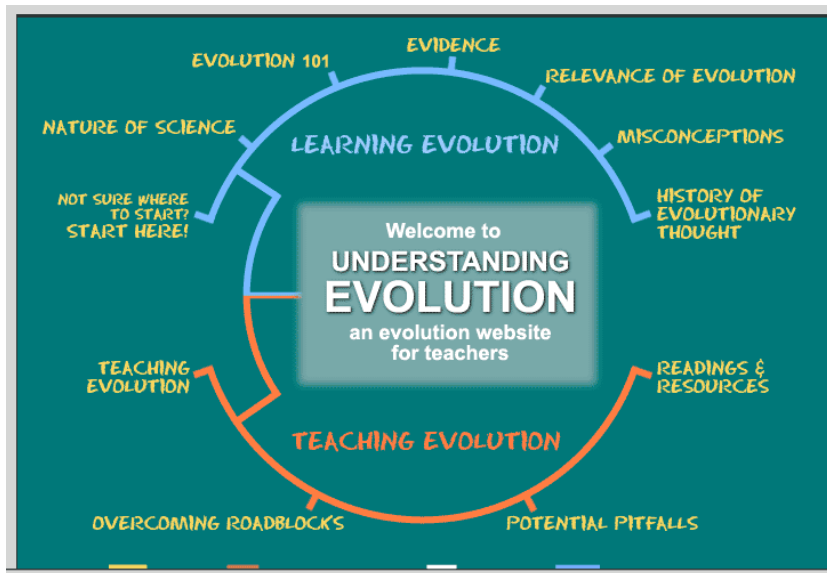 EVIDENCE
EVOLUTION 101
RELEVANCE OF EVOLUTION
NATURE OF SCIENCE
LEARNING EVOLUTION
MISCONCEPTIONS
NOT SURE WHERE
TO START?
START HERE!
HISTORY OF
EVOLUTIONARY
THOUGHT
Welcome to
UNDERSTANDING
EVOLUTION
an evolution website
for teachers
TEACHING
EVOLUTION
READINGS &
RESOURCES
TEACHING EVOLUTION
OVERCOMING ROADBLOCKS
POTENTIAL PITFALLS